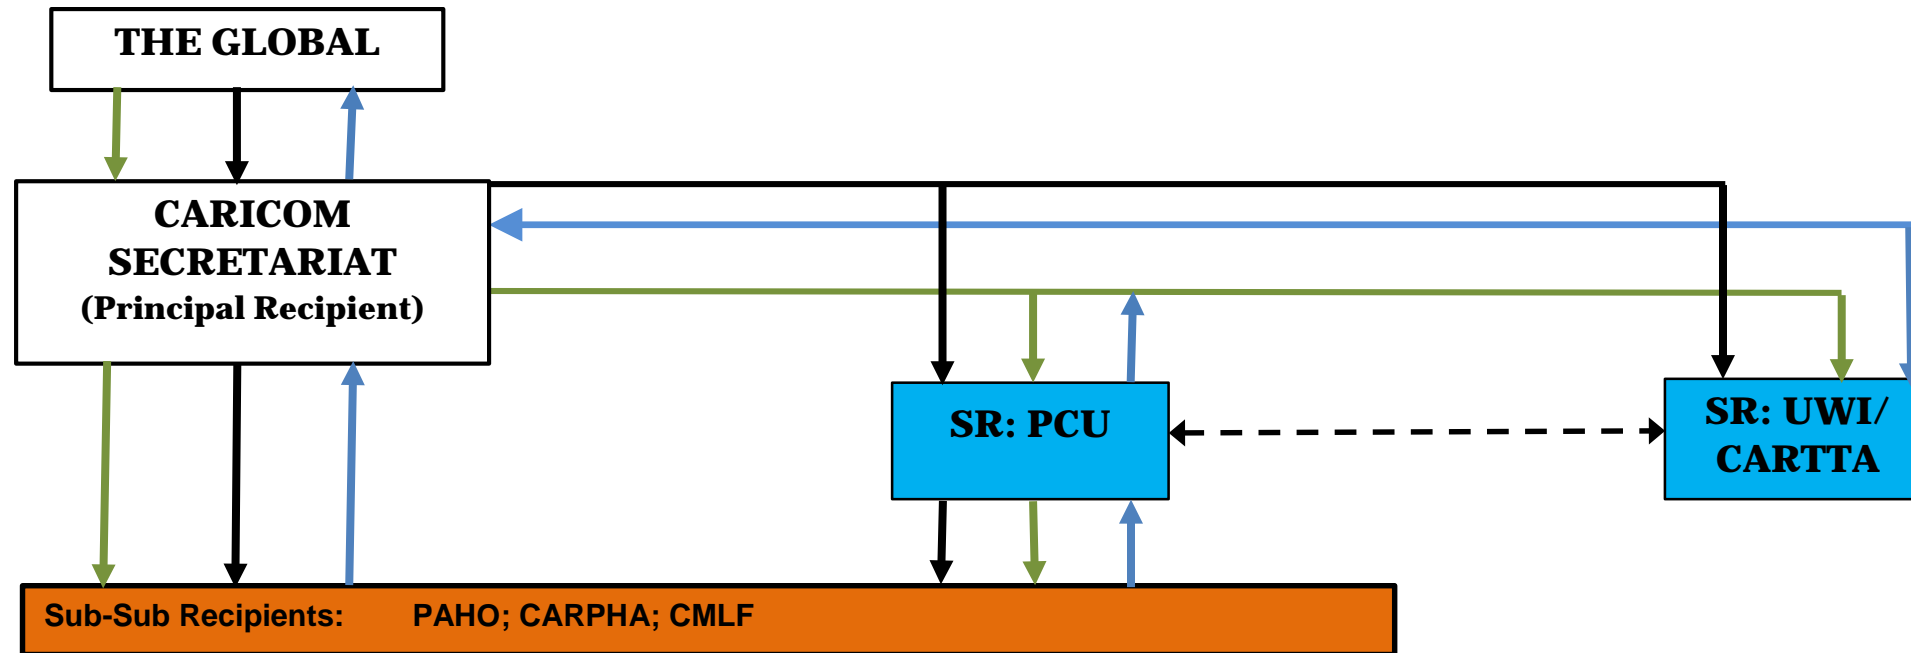 THE GLOBAL
CARICOM
SECRETARIAT
(Principal Recipient)
SR: PCU
SR: UWI/
CARTTA
Sub-Sub Recipients: PAHO; CARPHA; CMLF